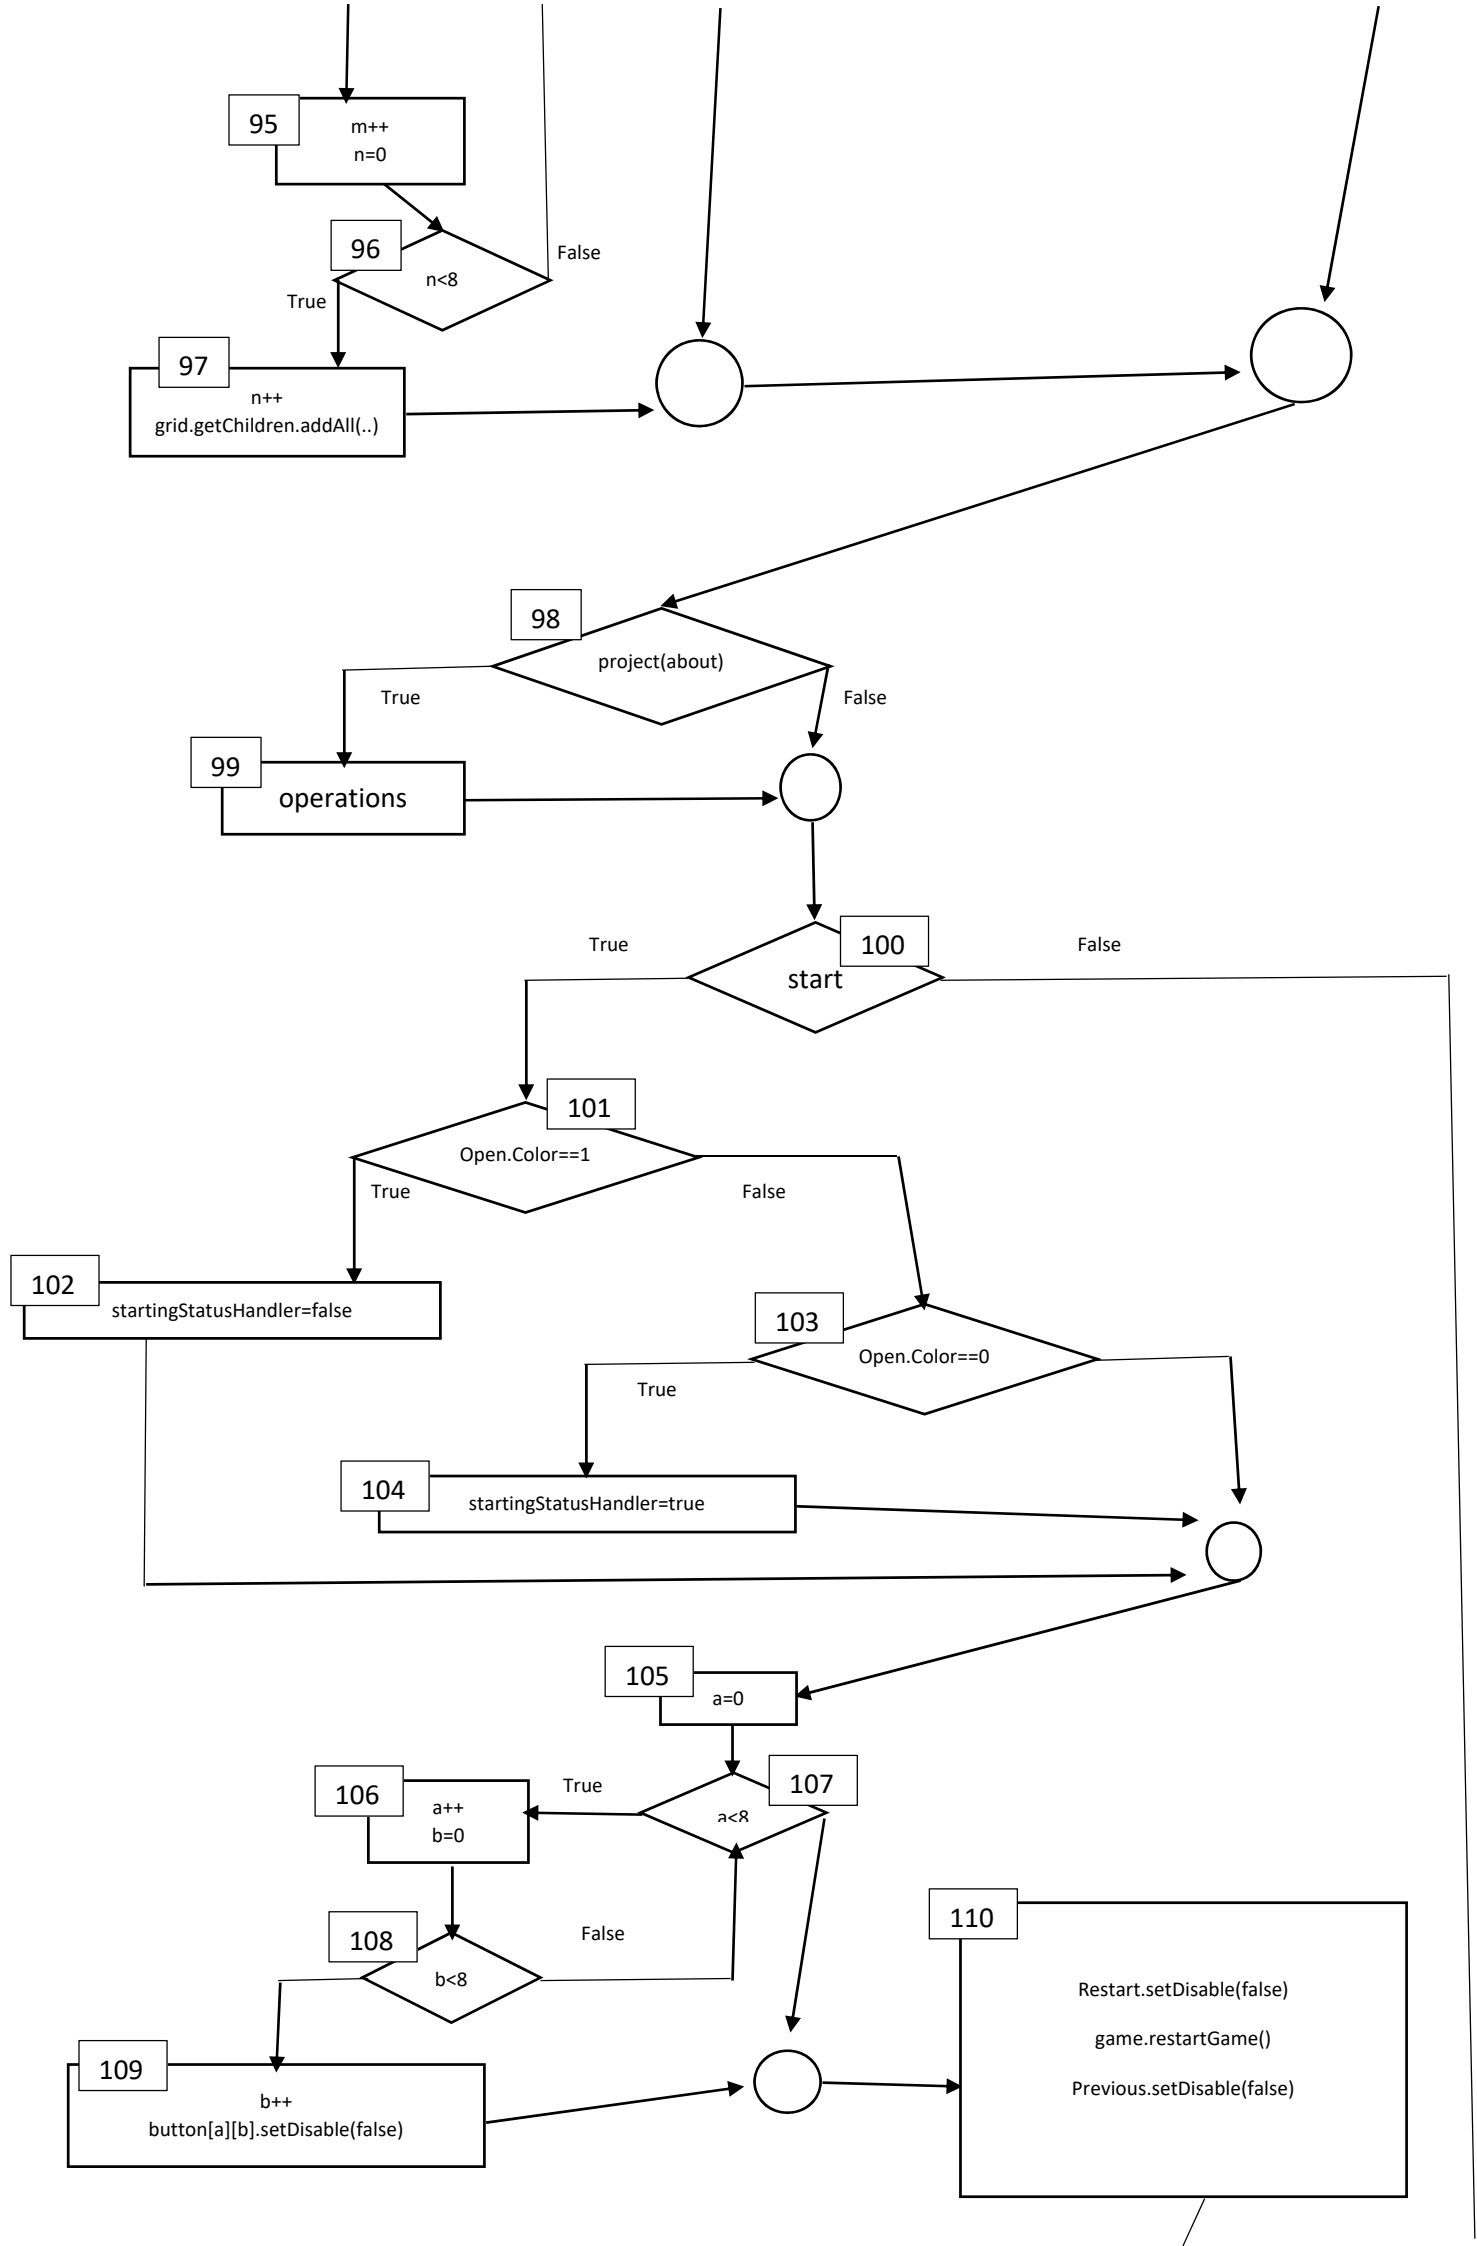 95
m++
n=0
96
n<8
False
True
97
n++
grid.getChildren.addAll(..)
98
project(about)
True
False
99
operations
100
True
False
start
101
Open.Color==1
True
False
102
startingStatusHandler=false
103
Open.Color==0
True
104
startingStatusHandler=true
105
a=0
106
True
107
a++
b=0
a<8
108
False
b<8
110
Restart.setDisable(false)
game.restartGame()
Previous.setDisable(false)
109
b++
button[a][b].setDisable(false)